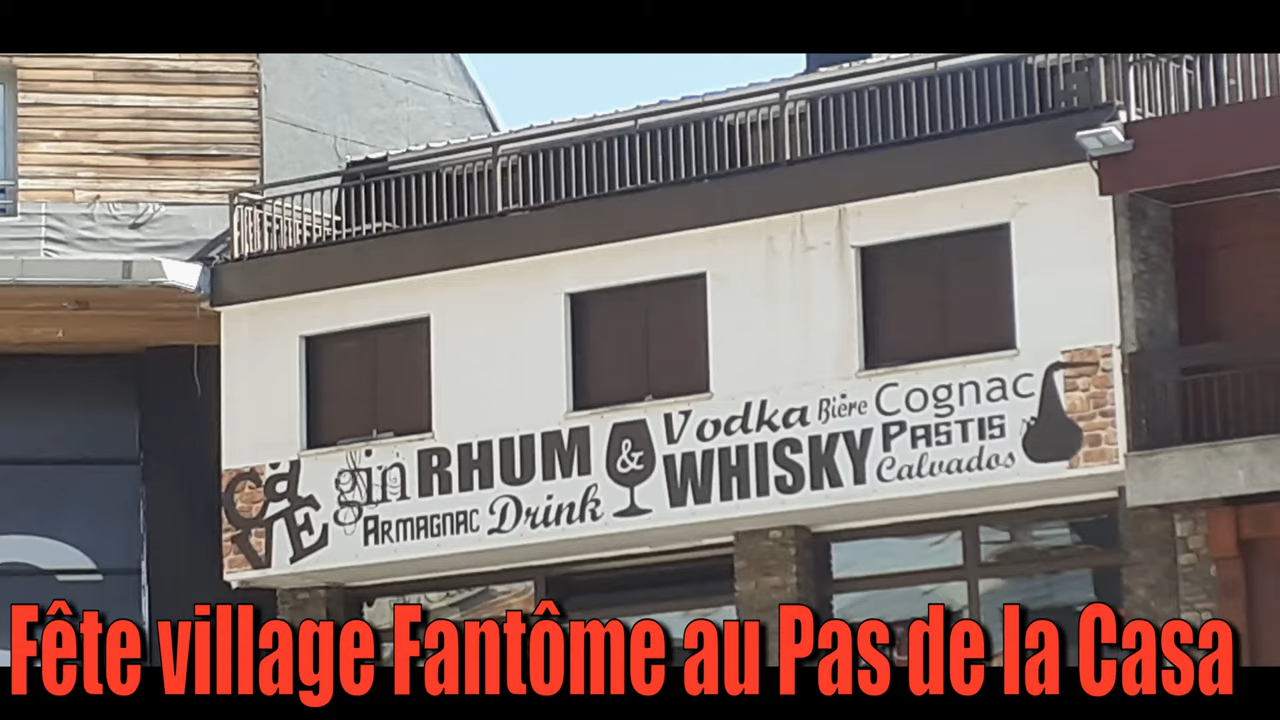 CaVE
gin RHUM & Vodka Bière Cognac
ARMAGNAC Drink WHISKY PASTIS
Calvados
Fête village Fantôme au Pas de la Casa